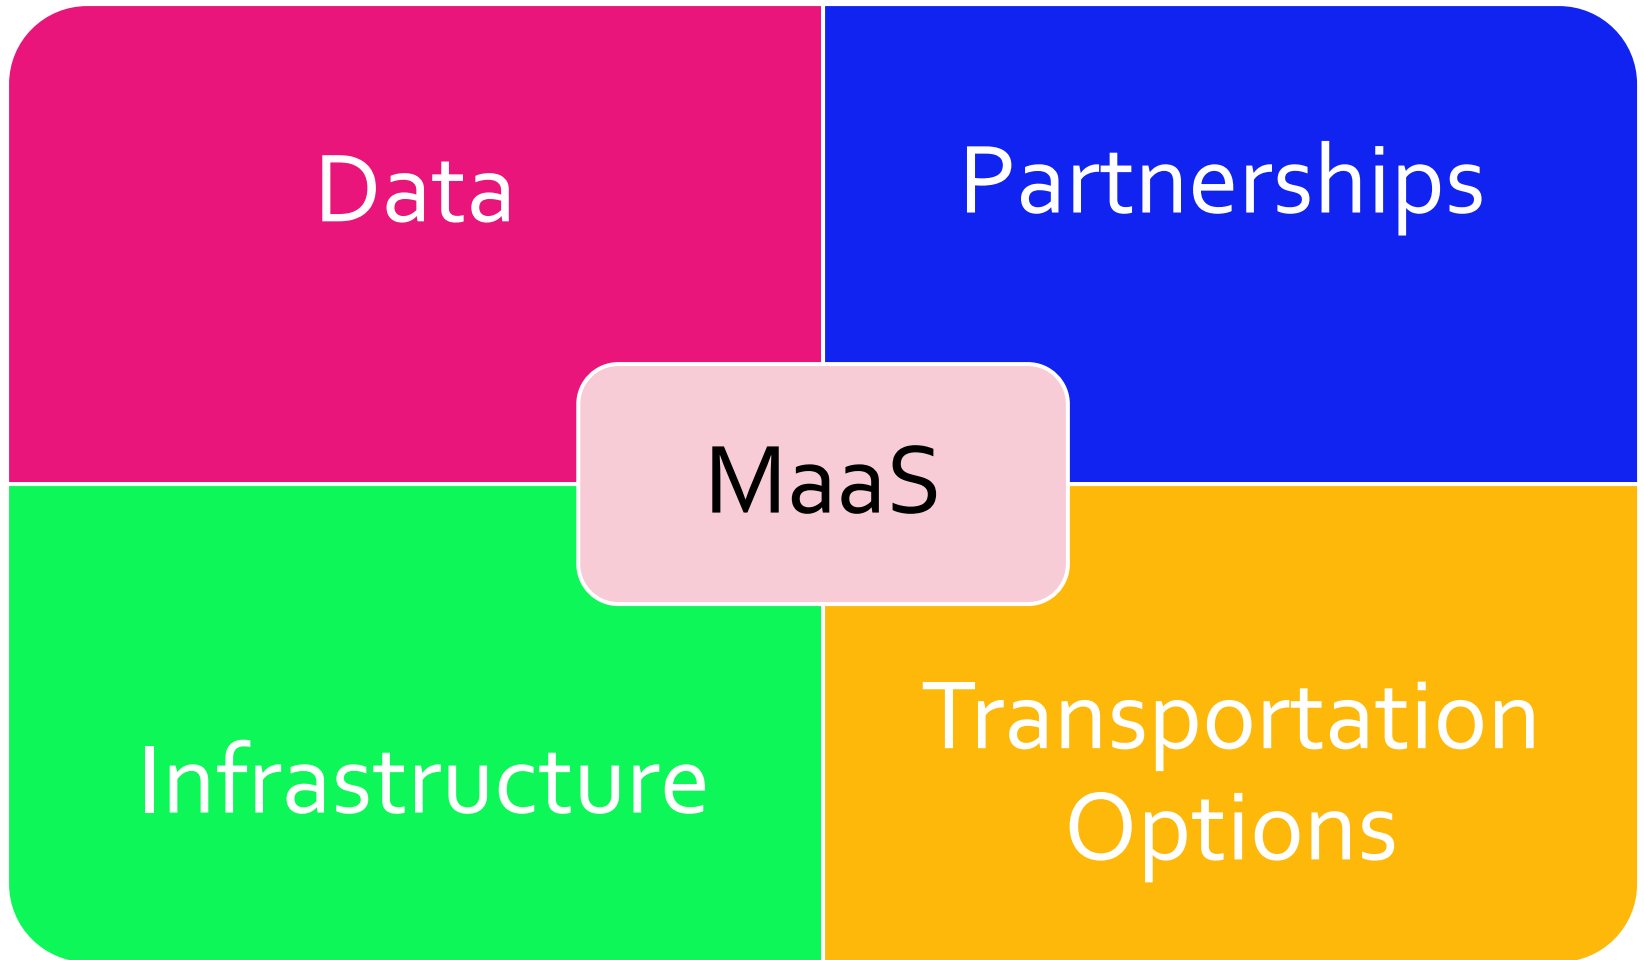 Data
Partnerships
MaaS
Infrastructure
Transportation
Options